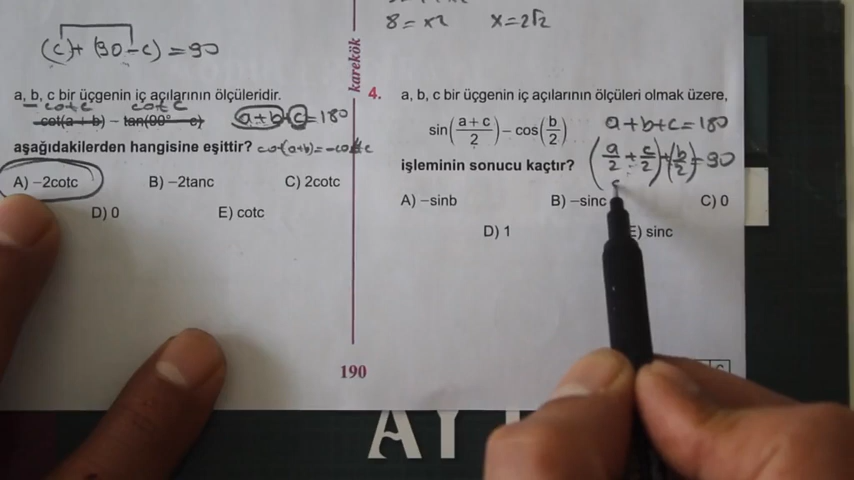 8 = x² x=2√2
(c)+(90-c)=90
karekök
a, b, c bir üçgenin iç açılarının ölçüleridir.
-cotc cotc
cot(a + b) – tan(90° – c) a+b+c=180
aşağıdakilerden hangisine eşittir? cot(a+b)=-cotc
A) –2cotc B) –2tanc C) 2cotc
D) 0 E) cotc
4. a, b, c bir üçgenin iç açılarının ölçüleri olmak üzere,
sin(a + c / 2) – cos(b / 2) a+b+c=180
işleminin sonucu kaçtır? (a/2 + c/2) + (b/2) = 90
A) –sinb B) –sinc C) 0
D) 1 E) sinc
190
C
AY